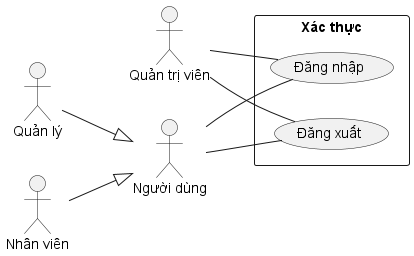 Xác thực
Đăng nhập
Quản trị viên
Quản lý
Đăng xuất
Người dùng
Nhân viên